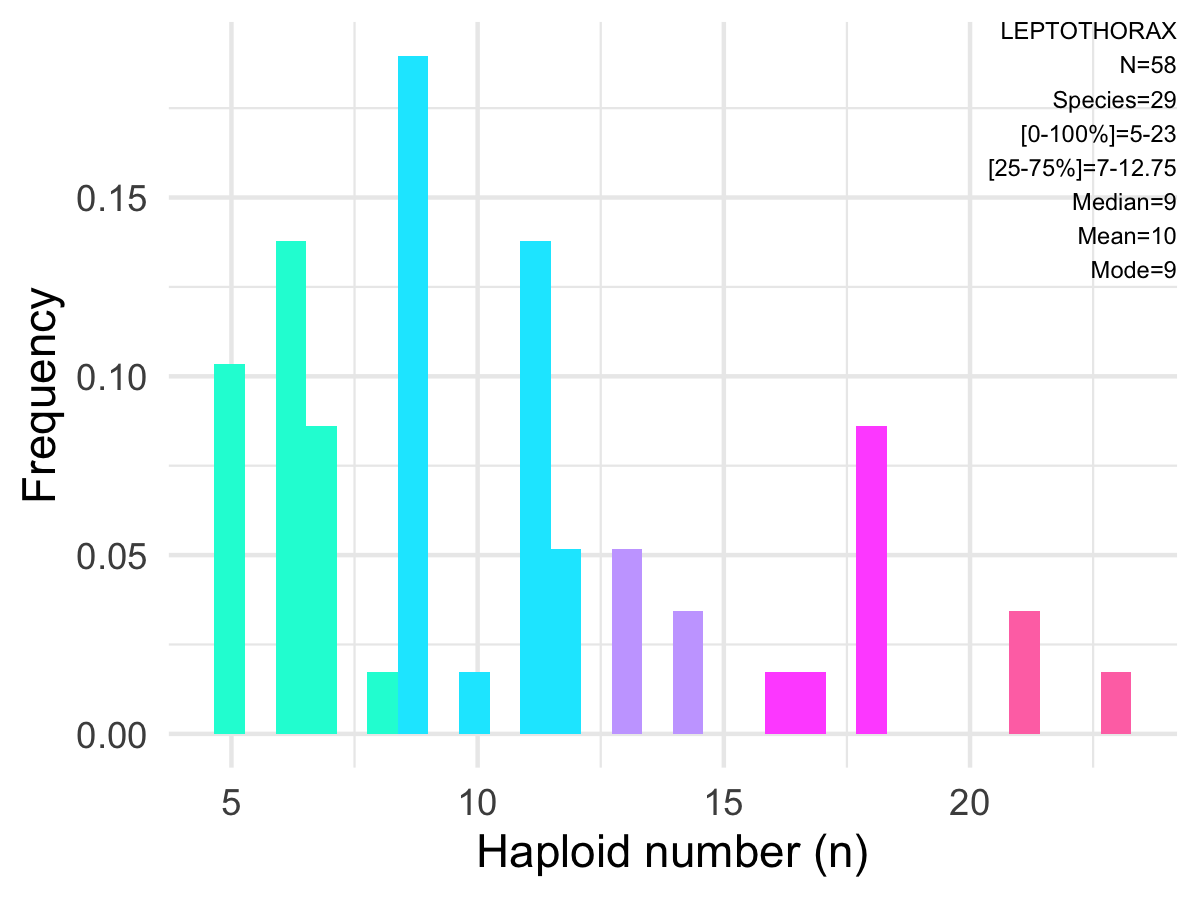 LEPTOTHORAX
N=58
Species=29
[0-100%]=5-23
[25-75%]=7-12.75
Median=9
Mean=10
Mode=9
Frequency
0.15
0.10
0.05
0.00
5 10 15 20
Haploid number (n)